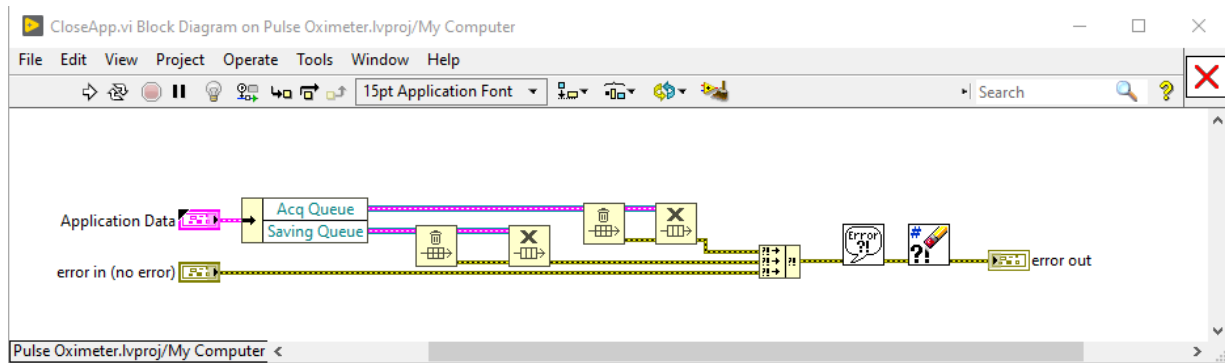 CloseApp.vi Block Diagram on Pulse Oximeter.lvproj/My Computer
File Edit View Project Operate Tools Window Help
15pt Application Font
Search
Application Data
Acq Queue
Saving Queue
error in (no error)
Error
?!
#
?!
?!
?!
?!
?!
error out
Pulse Oximeter.lvproj/My Computer